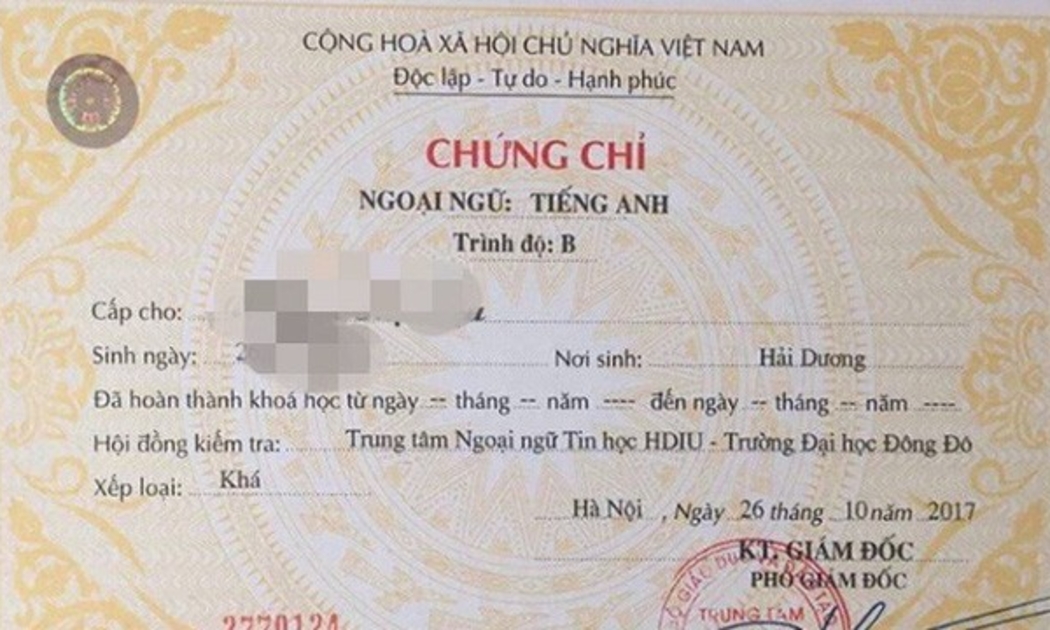 CỘNG HOÀ XÃ HỘI CHỦ NGHĨA VIỆT NAM
Độc lập - Tự do - Hạnh phúc
CHỨNG CHỈ
NGOẠI NGỮ: TIẾNG ANH
Trình độ: B
Cấp cho:
Sinh ngày: Nơi sinh: Hải Dương
Đã hoàn thành khoá học từ ngày -- tháng -- năm ---- đến ngày -- tháng -- năm ----
Hội đồng kiểm tra: Trung tâm Ngoại ngữ Tin học HDIU - Trường Đại học Đông Đô
Xếp loại: Khá
Hà Nội , Ngày 26 tháng 10 năm 2017
KT. GIÁM ĐỐC
PHÓ GIÁM ĐỐC
TRUNG TÂM
2770124